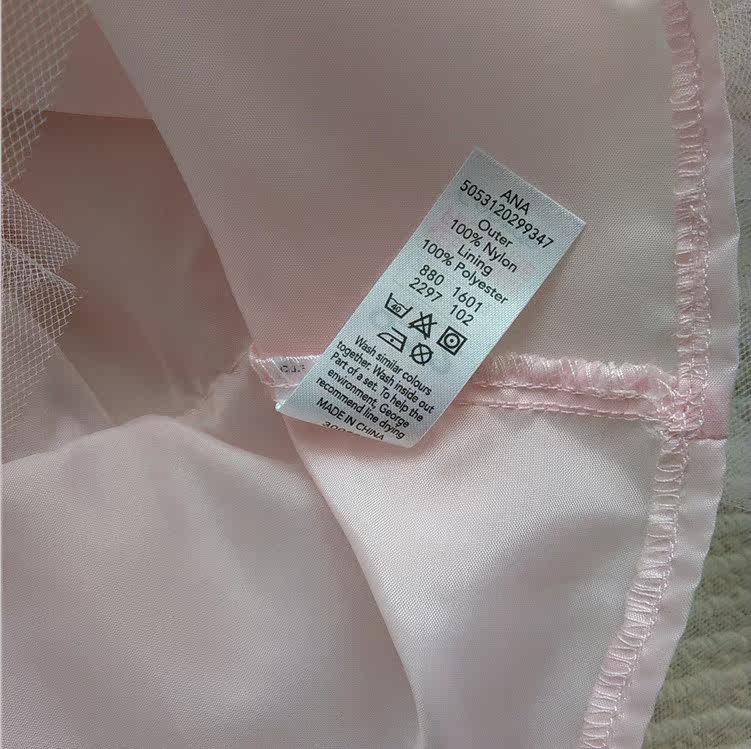 ANA
5053120299347
Outer
100% Nylon
Lining
100% Polyester
880 1601
2297 102
40
Wash similar colours
together. Wash inside out
Part of a set. To help the
environment, George
recommend line drying
MADE IN CHINA